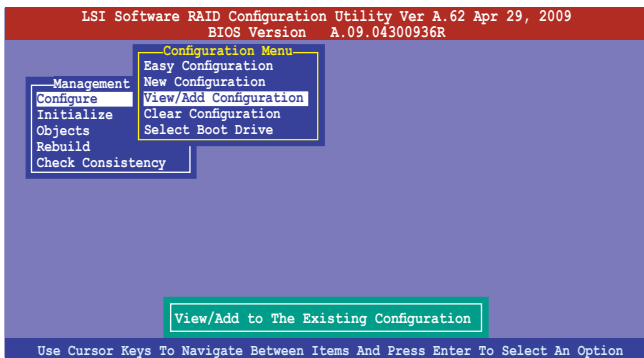 LSI Software RAID Configuration Utility Ver A.62 Apr 29, 2009
BIOS Version A.09.04300936R
Configuration Menu
Easy Configuration
New Configuration
View/Add Configuration
Clear Configuration
Select Boot Drive
Management
Configure
Initialize
Objects
Rebuild
Check Consistency
View/Add to The Existing Configuration
Use Cursor Keys To Navigate Between Items And Press Enter To Select An Option